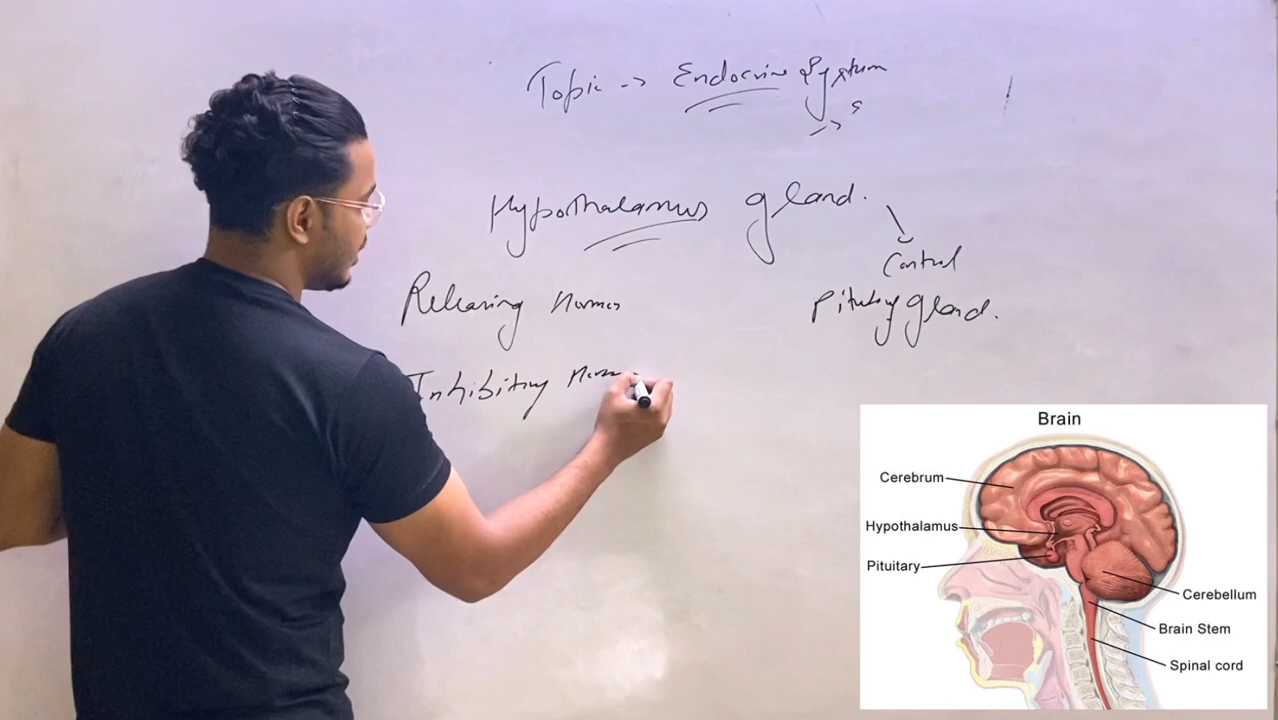 Topic -> Endocrine System
Hypothalamus gland.
Control
Pituitary gland.
Releasing Hormones
Inhibiting
Brain
Cerebrum
Hypothalamus
Pituitary
Cerebellum
Brain Stem
Spinal cord